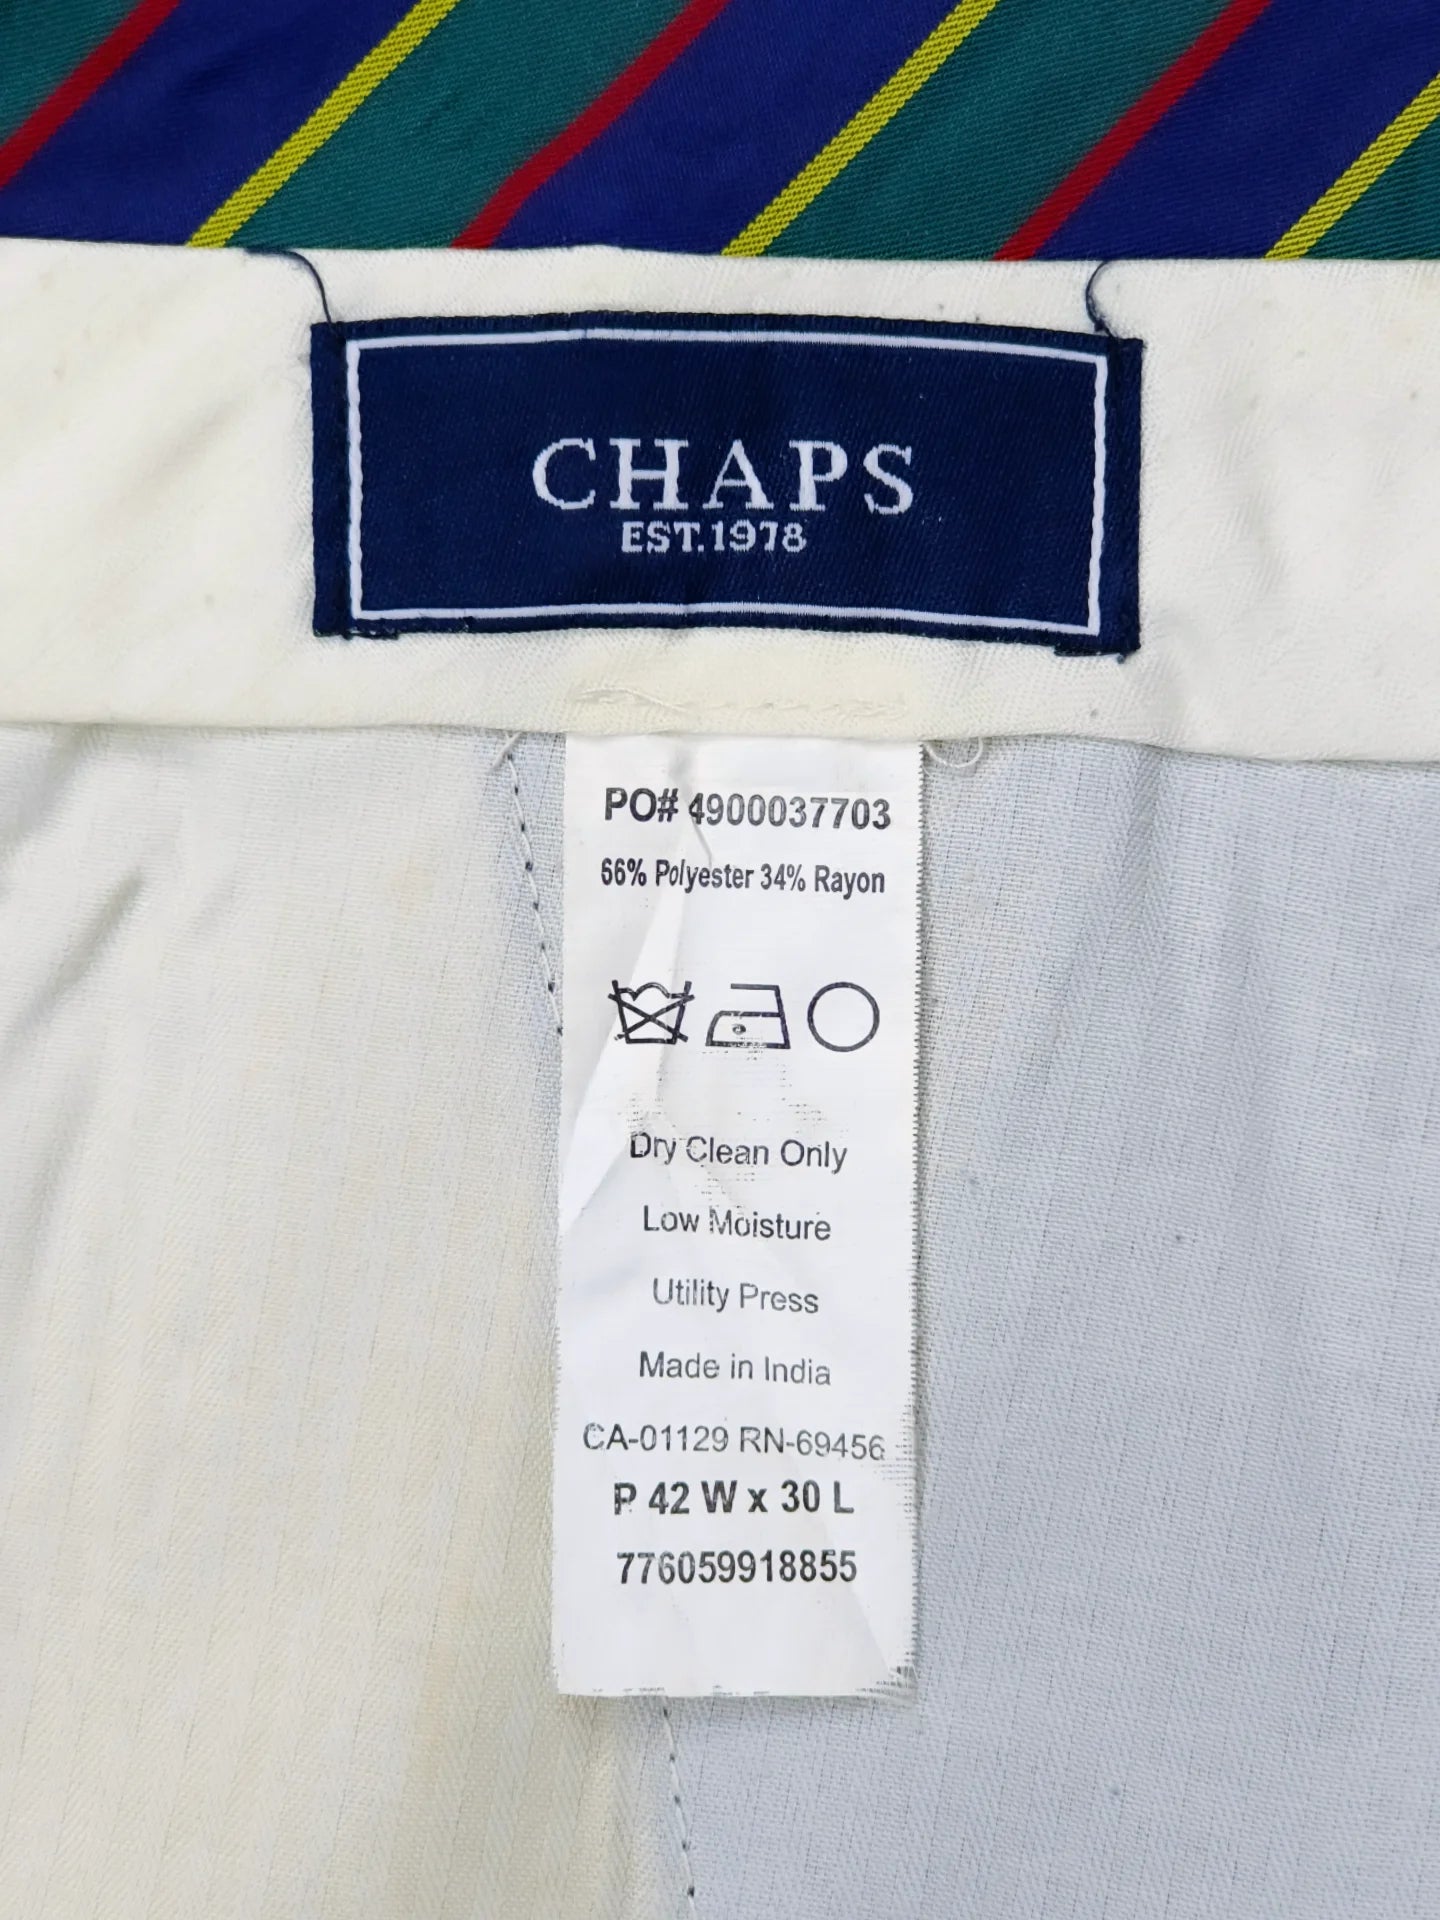 CHAPS
EST. 1978
PO# 4900037703
66% Polyester 34% Rayon
Dry Clean Only
Low Moisture
Utility Press
Made in India
CA-01129 RN-69456
P 42 W x 30 L
776059918855